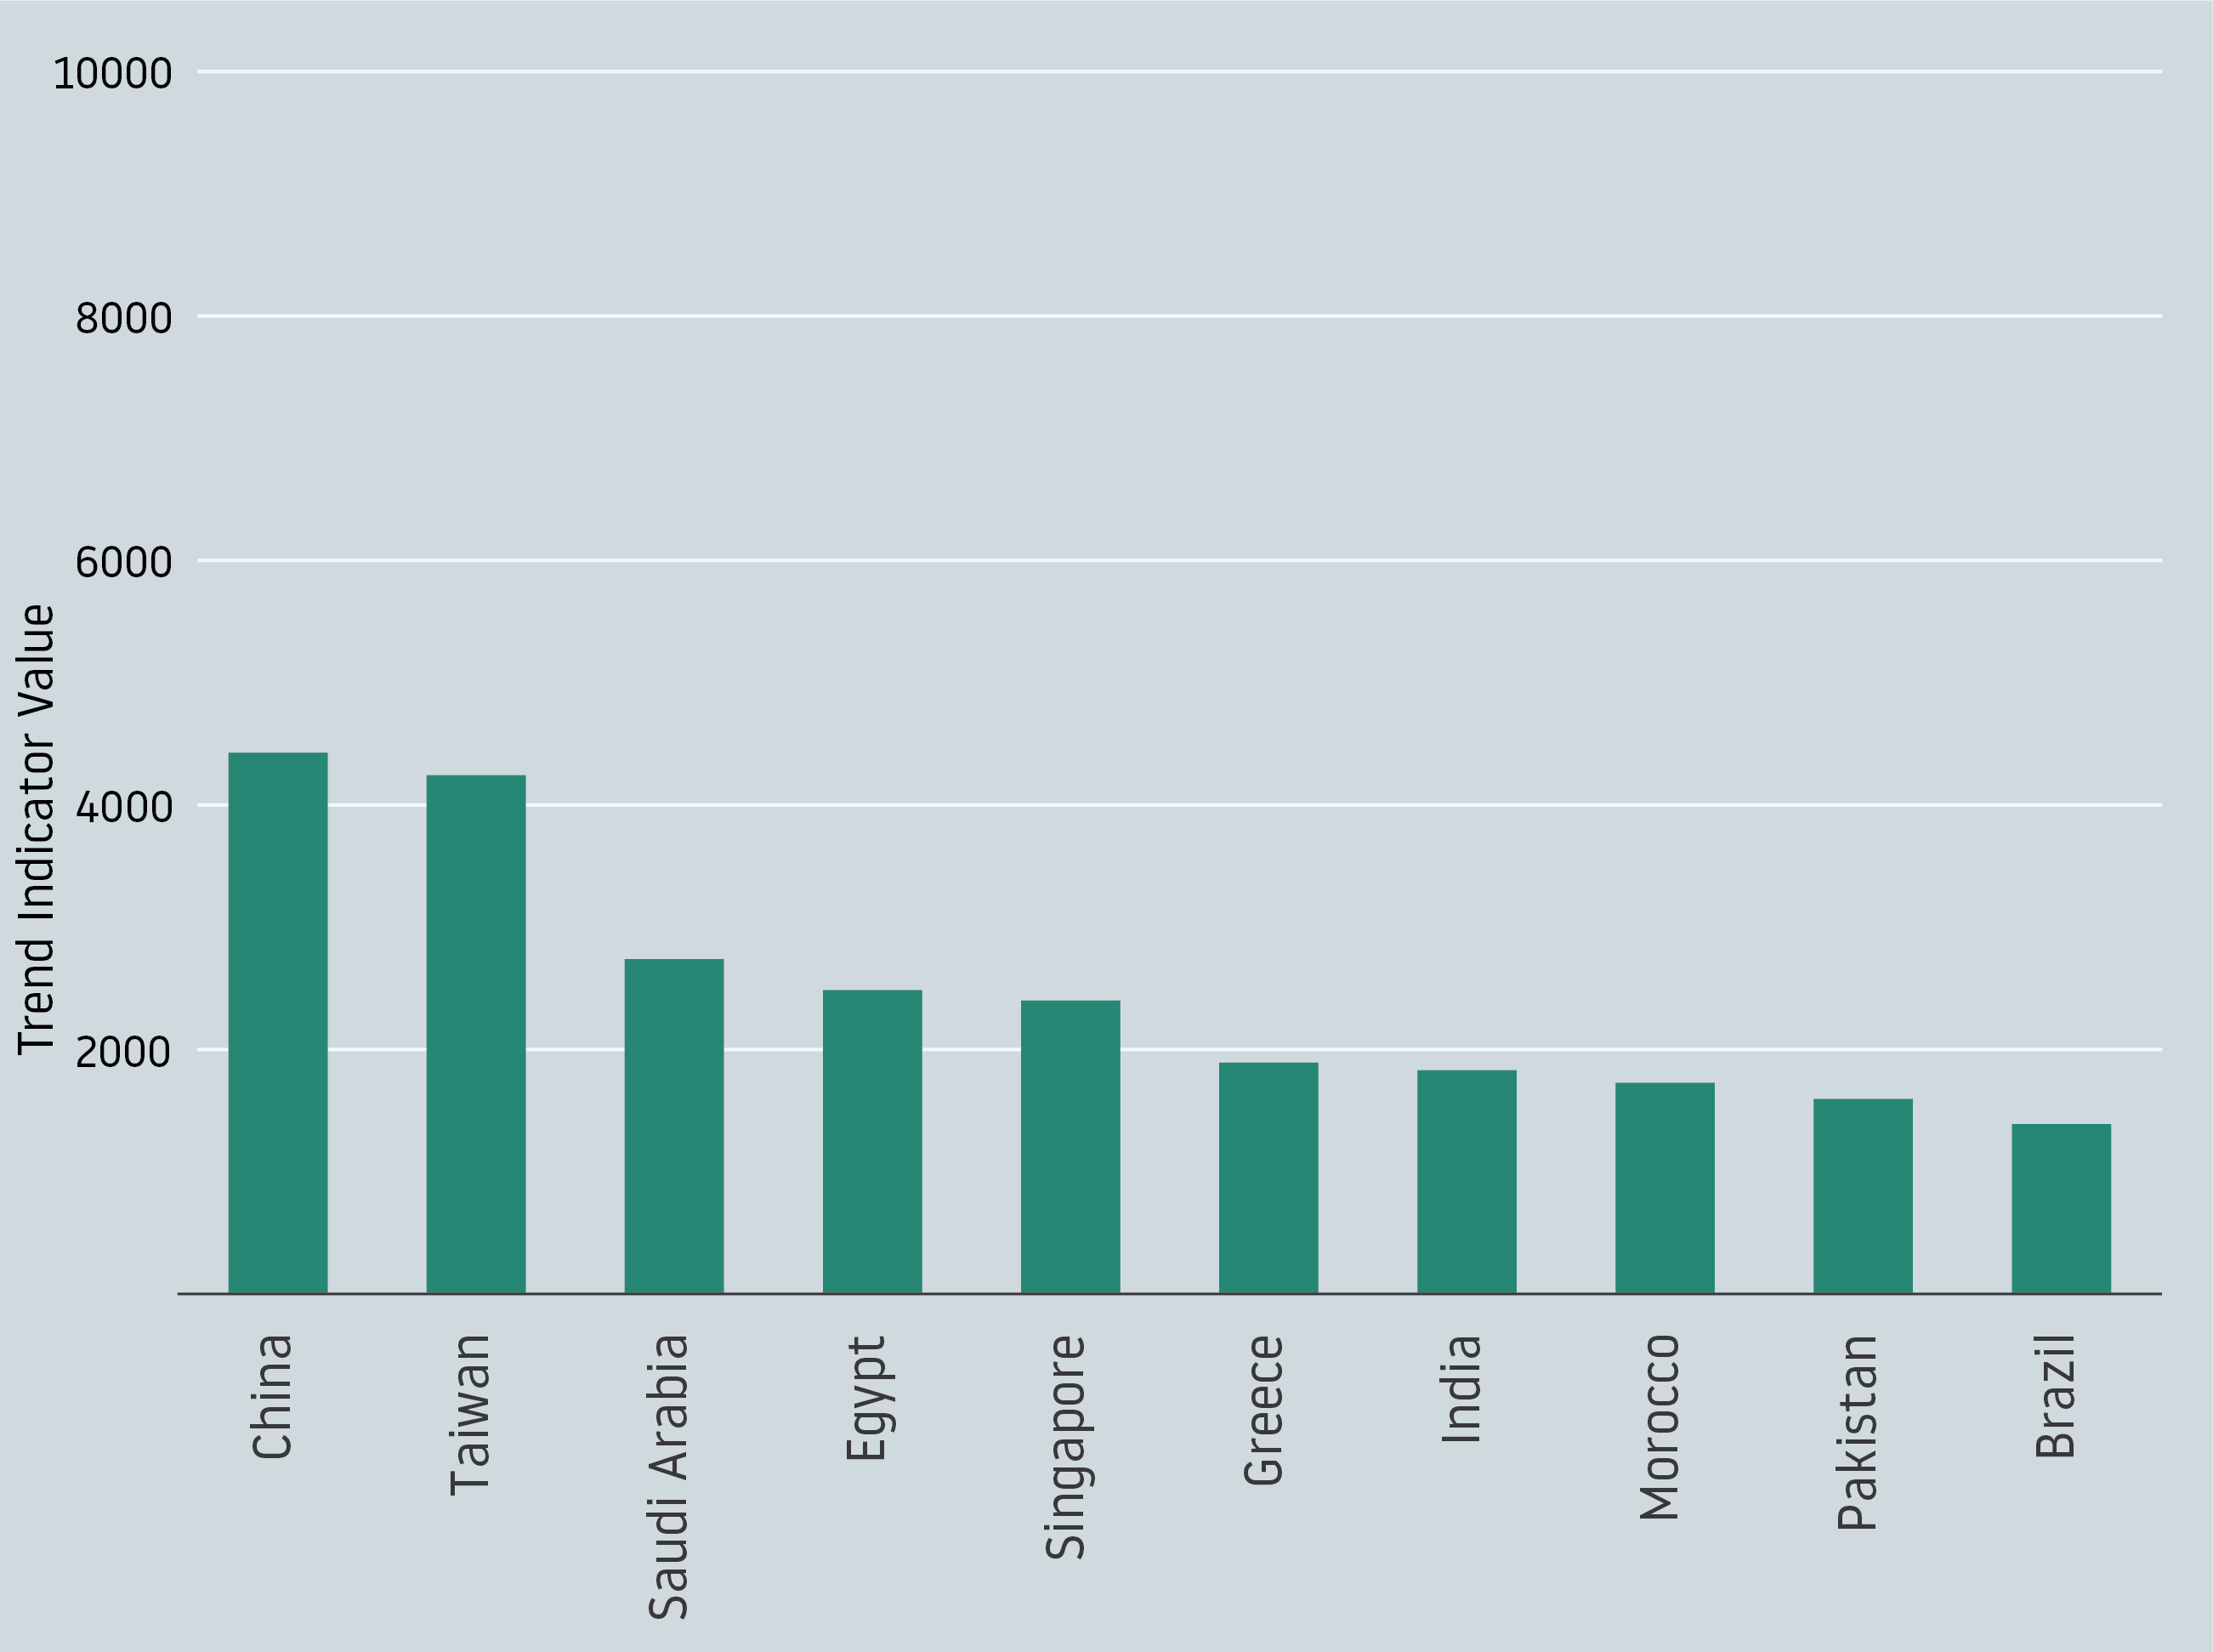 10000
8000
6000
4000
2000
Trend Indicator Value
China
Taiwan
Saudi Arabia
Egypt
Singapore
Greece
India
Morocco
Pakistan
Brazil